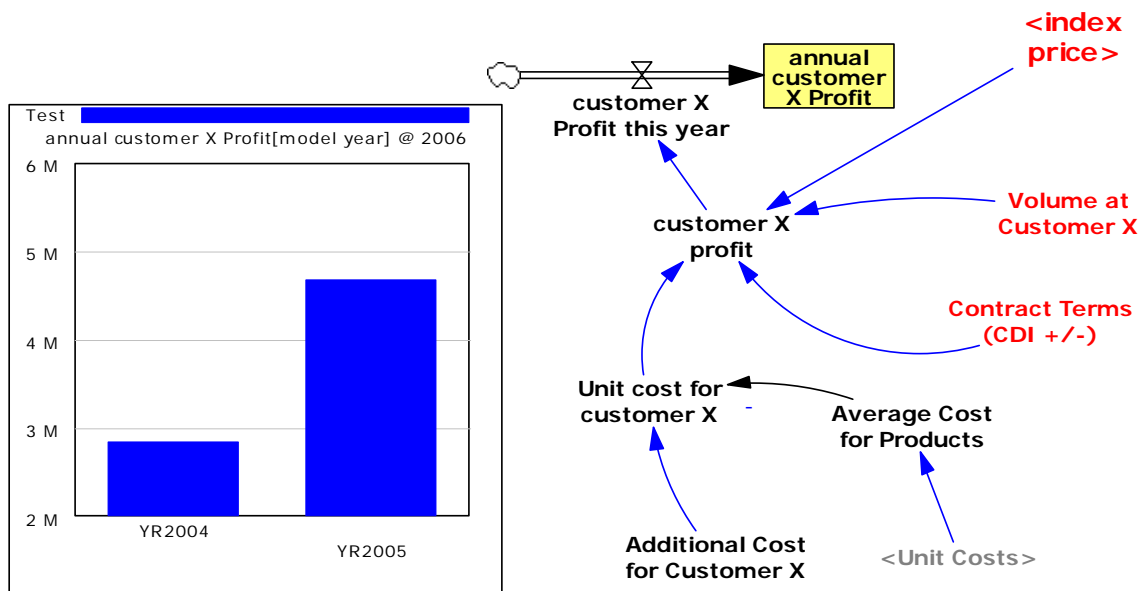 Test
annual customer X Profit[model year] @ 2006
6 M
5 M
4 M
3 M
2 M
YR2004
YR2005
<index
price>
annual
customer
X Profit
customer X
Profit this year
Volume at
Customer X
customer X
profit
Contract Terms
(CDI +/-)
Unit cost for
customer X
-
Average Cost
for Products
Additional Cost
for Customer X
<Unit Costs>